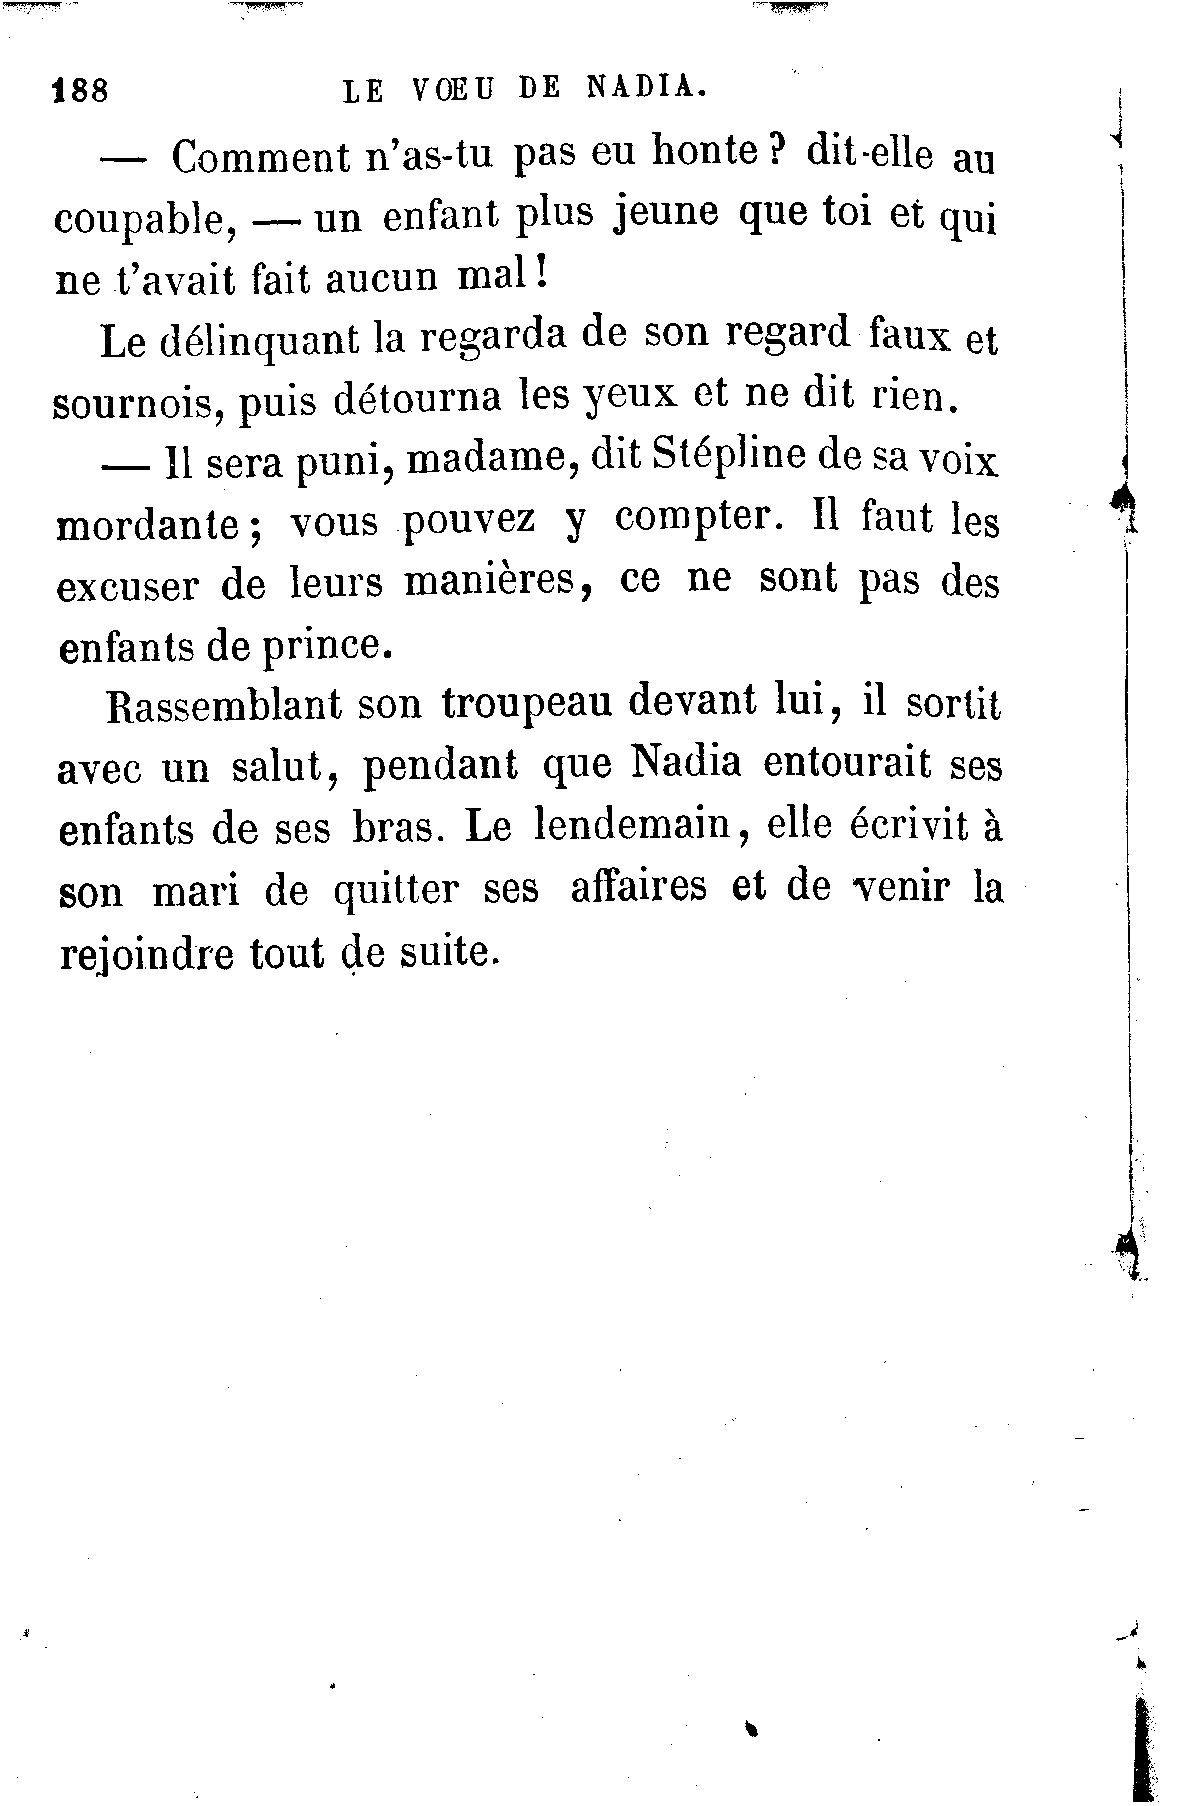 188 LE VŒU DE NADIA.
— Comment n'as-tu pas eu honte ? dit-elle au
coupable, — un enfant plus jeune que toi et qui
ne t'avait fait aucun mal !
Le délinquant la regarda de son regard faux et
sournois, puis détourna les yeux et ne dit rien.
— Il sera puni, madame, dit Stépline de sa voix
mordante ; vous pouvez y compter. Il faut les
excuser de leurs manières, ce ne sont pas des
enfants de prince.
Rassemblant son troupeau devant lui, il sortit
avec un salut, pendant que Nadia entourait ses
enfants de ses bras. Le lendemain, elle écrivit à
son mari de quitter ses affaires et de venir la
rejoindre tout de suite.